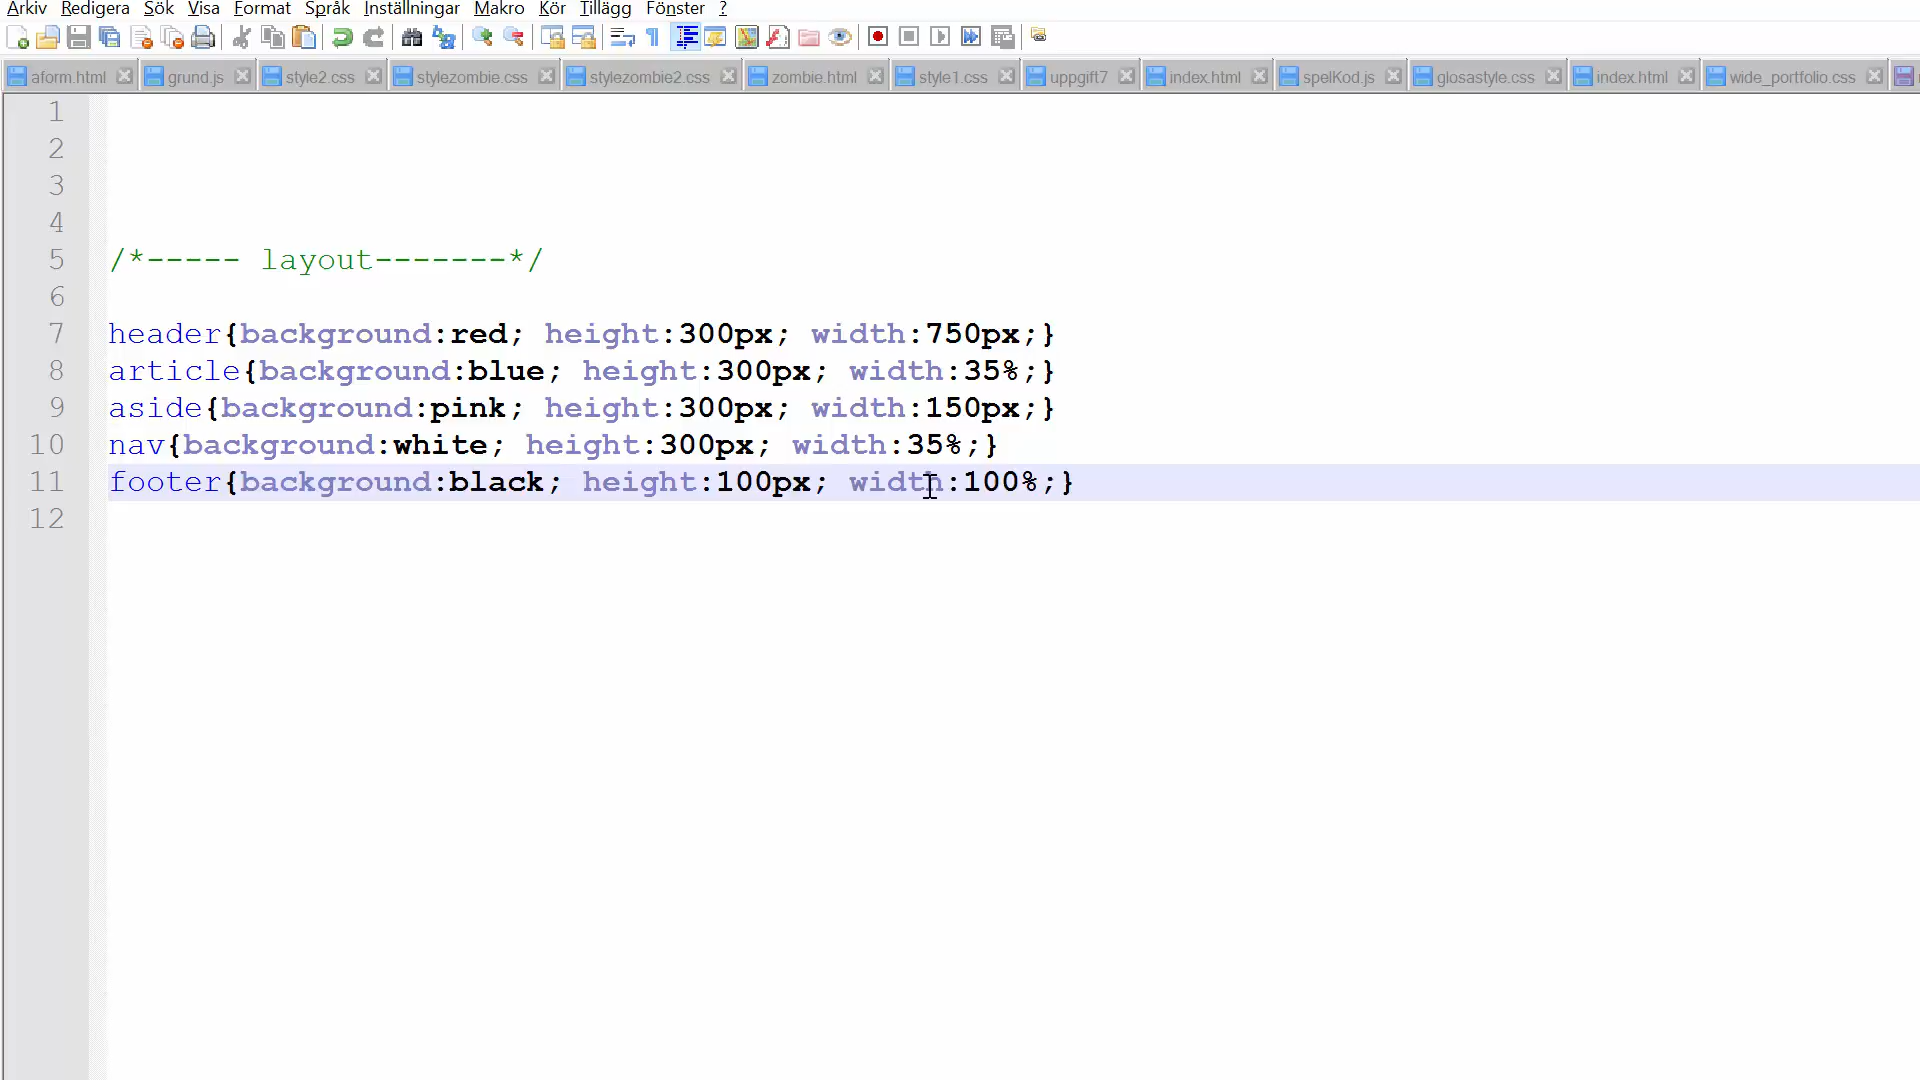 Arkiv Redigera Sök Visa Format Språk Inställningar Makro Kör Tillägg Fönster ?
aform.html grund.js style2.css stylezombie.css stylezombie2.css zombie.html style1.css uppgift7 index.html spelKod.js glosastyle.css index.html wide_portfolio.css
1
2
3
4
5 /*----- layout-------*/
6
7 header{background:red; height:300px; width:750px;}
8 article{background:blue; height:300px; width:35%;}
9 aside{background:pink; height:300px; width:150px;}
10 nav{background:white; height:300px; width:35%;}
11 footer{background:black; height:100px; width:100%;}
12